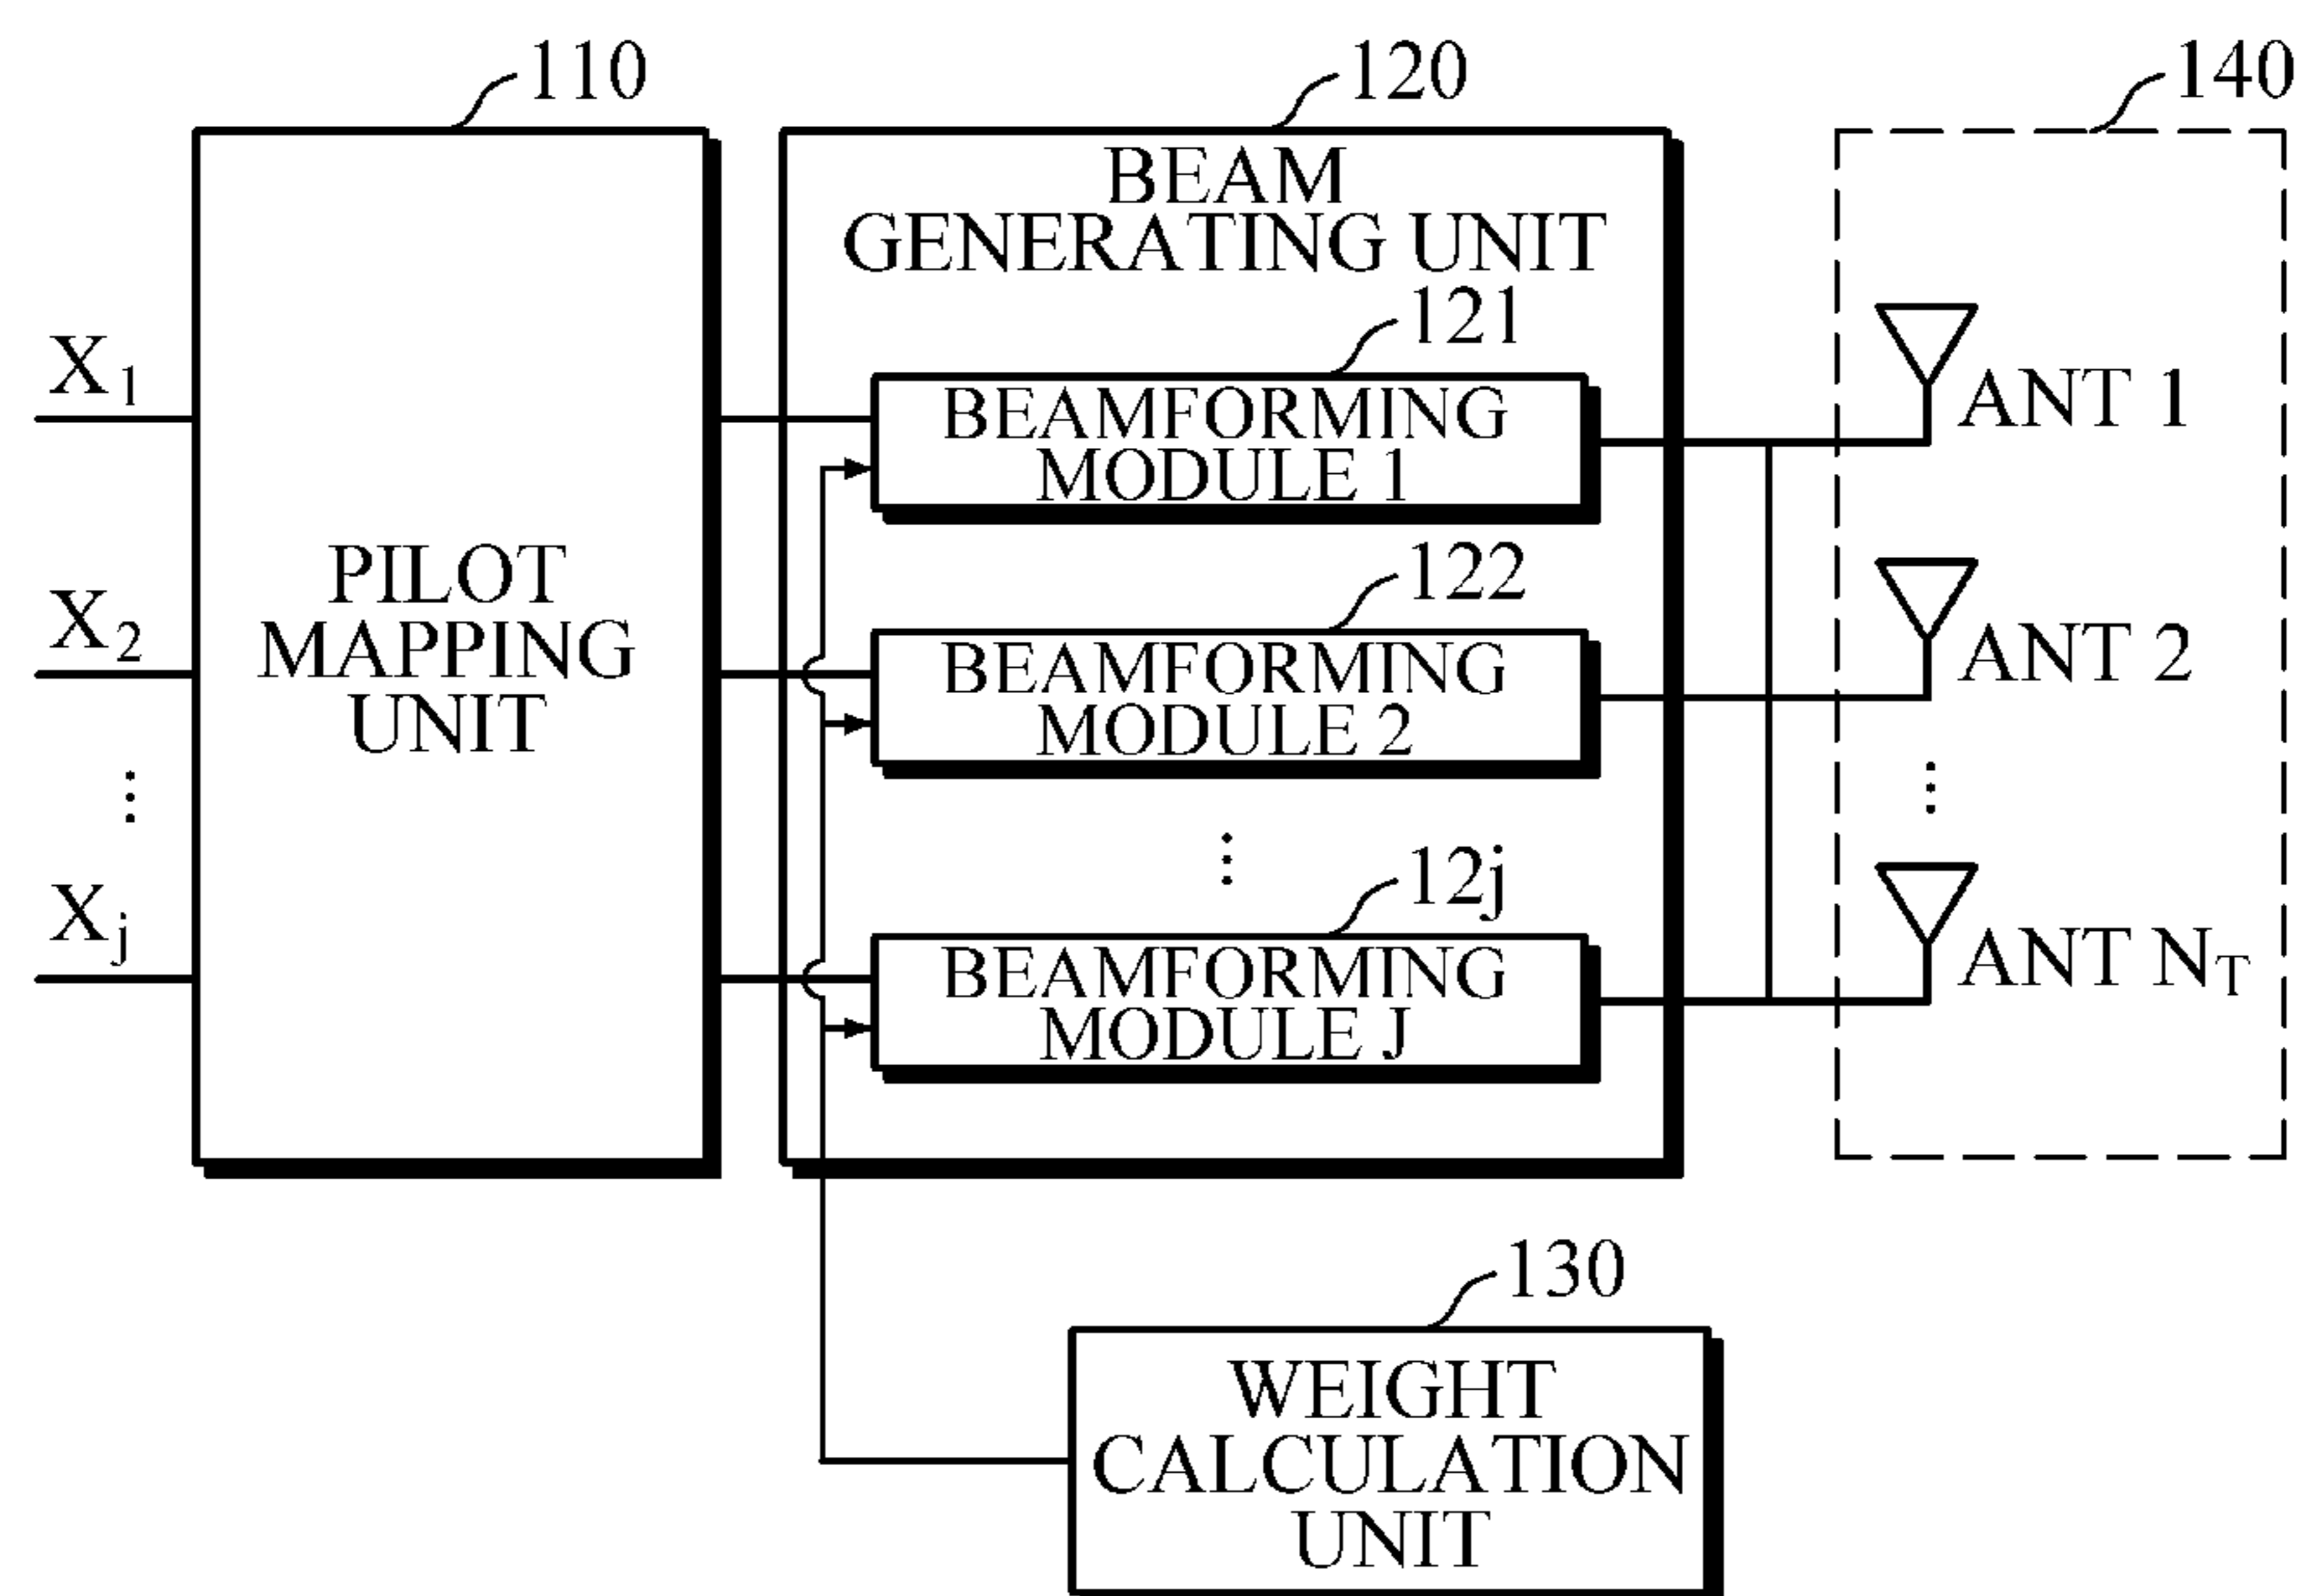 110
120
140
BEAM
GENERATING UNIT
121
X1
BEAMFORMING
MODULE 1
ANT 1
PILOT
MAPPING
UNIT
122
X2
BEAMFORMING
MODULE 2
ANT 2
⋮
⋮
⋮
12j
Xj
BEAMFORMING
MODULE J
ANT NT
130
WEIGHT
CALCULATION
UNIT